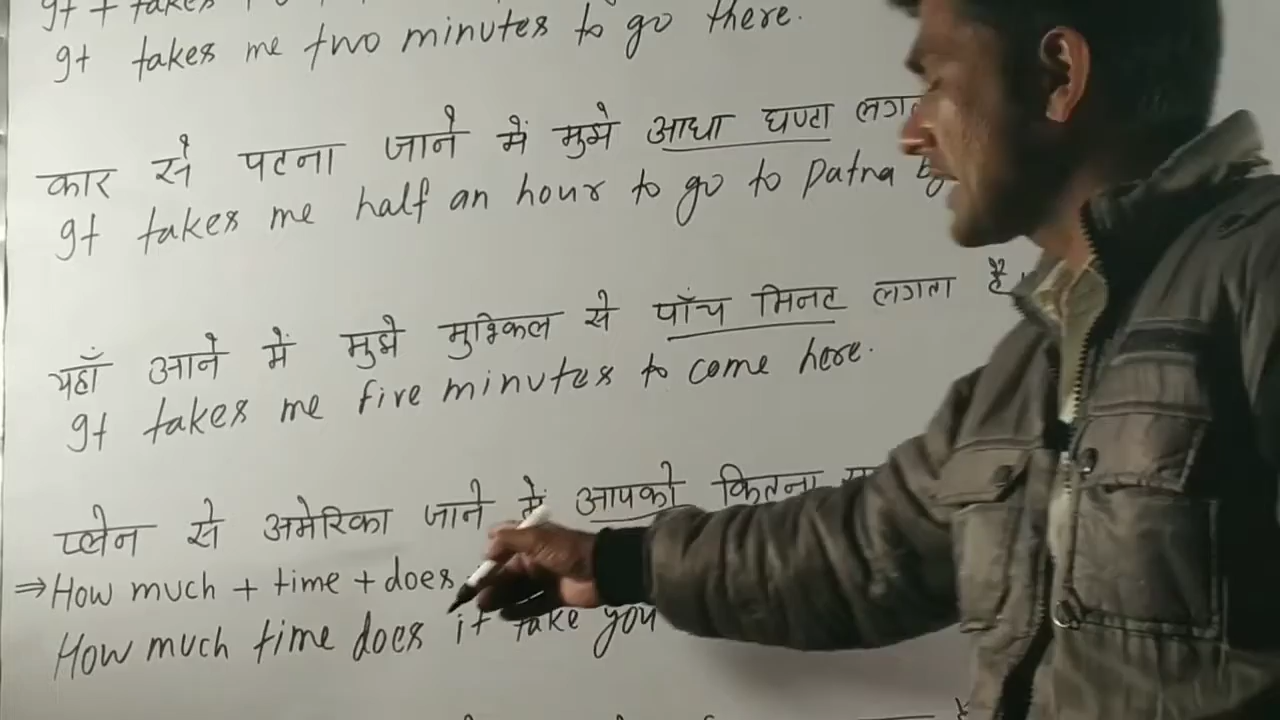 It takes me two minutes to go there.
कार से पटना जाने में मुझे आधा घण्टा
It takes me half an hour to go to Patna
यहाँ आने में मुझे मुश्किल से पाँच मिनट लगता है
It takes me five minutes to come here.
प्लेन से अमेरिका जाने में आपको कितना
⇒ How much + time + does
How much time does it take you